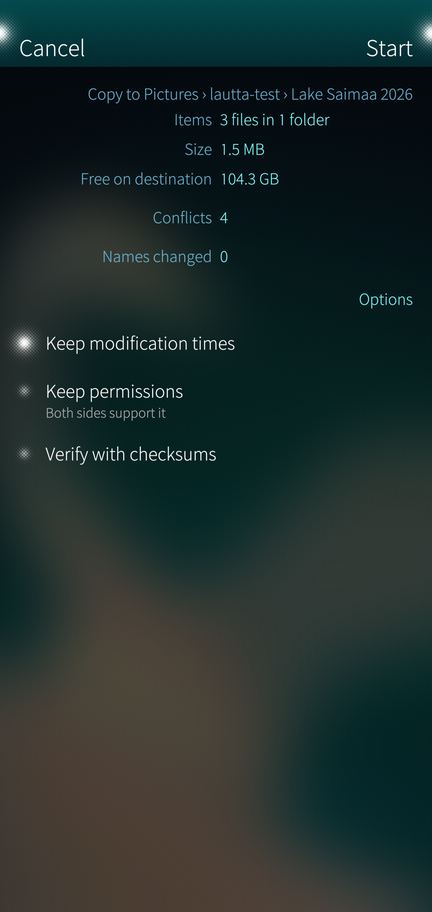 Cancel
Start
Copy to Pictures › lautta-test › Lake Saimaa 2026
Items 3 files in 1 folder
Size 1.5 MB
Free on destination 104.3 GB
Conflicts 4
Names changed 0
Options
Keep modification times
Keep permissions
Both sides support it
Verify with checksums